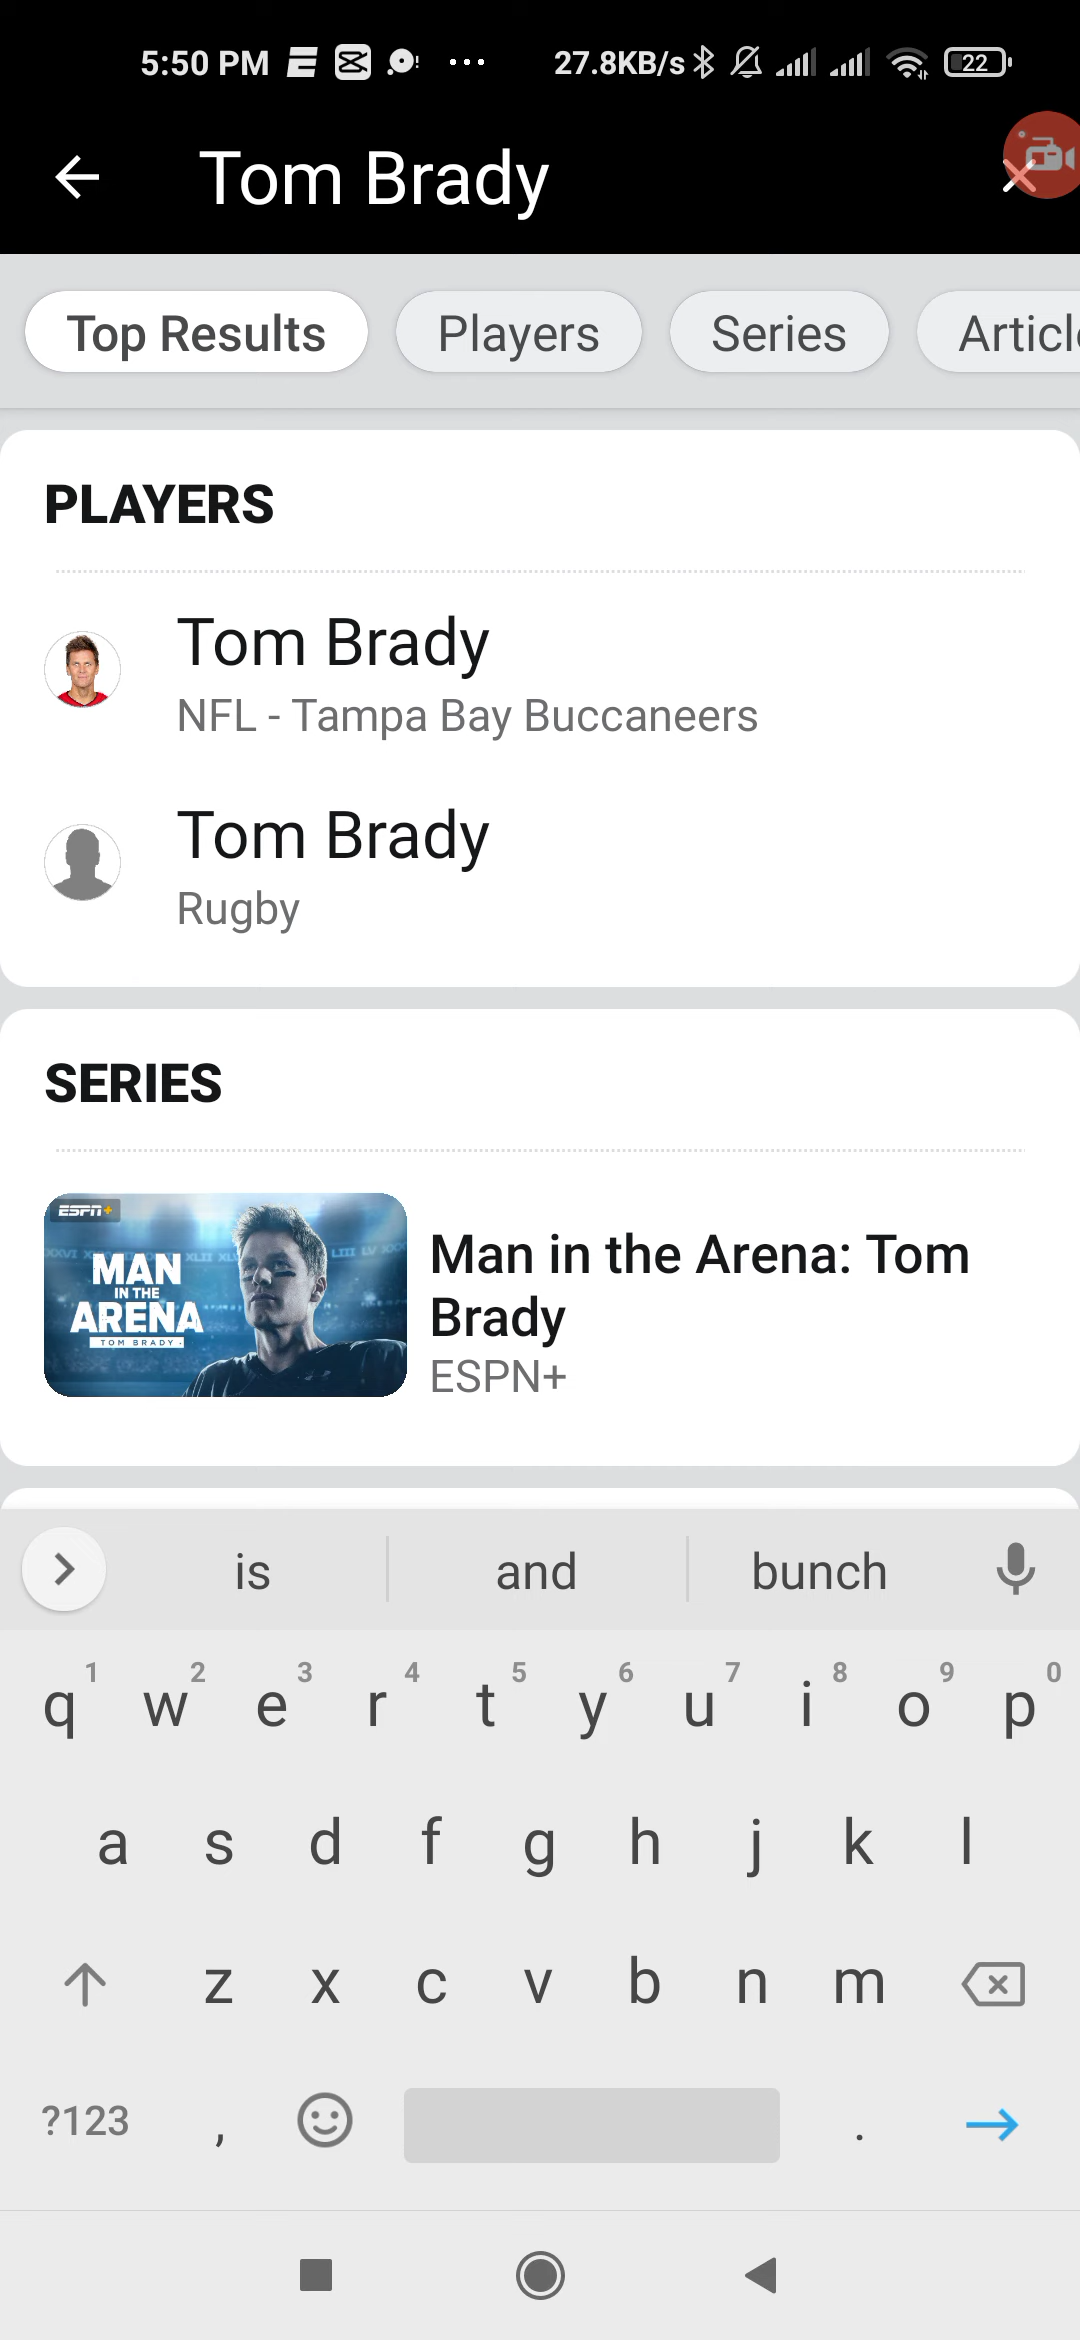 5:50 PM 27.8KB/s 22
Tom Brady
Top Results Players Series Articl
PLAYERS
Tom Brady
NFL - Tampa Bay Buccaneers
Tom Brady
Rugby
SERIES
ESPN+
MAN
IN THE
ARENA
TOM BRADY
Man in the Arena: Tom
Brady
ESPN+
is and bunch
1 2 3 4 5 6 7 8 9 0
q w e r t y u i o p
a s d f g h j k l
z x c v b n m
?123 , .